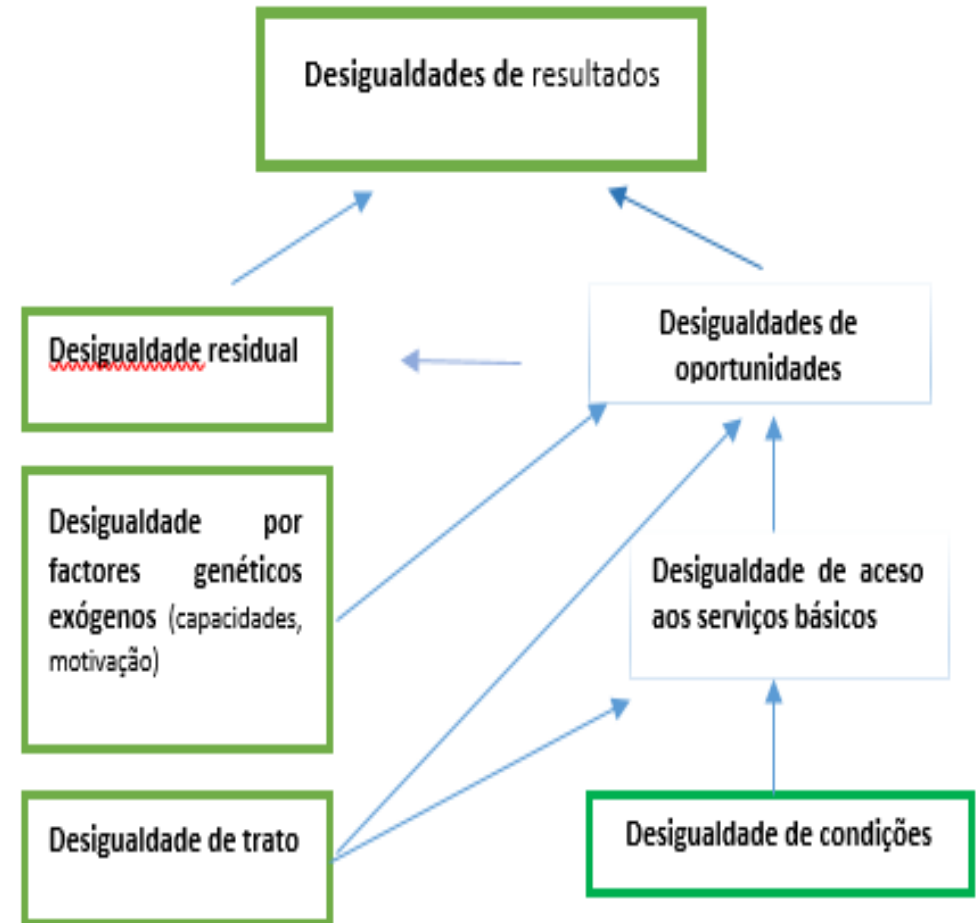 Desigualdades de resultados
Desigualdade residual
Desigualdades de
oportunidades
Desigualdade por
factores genéticos
exógenos (capacidades,
motivação)
Desigualdade de aceso
aos serviços básicos
Desigualdade de trato
Desigualdade de condições